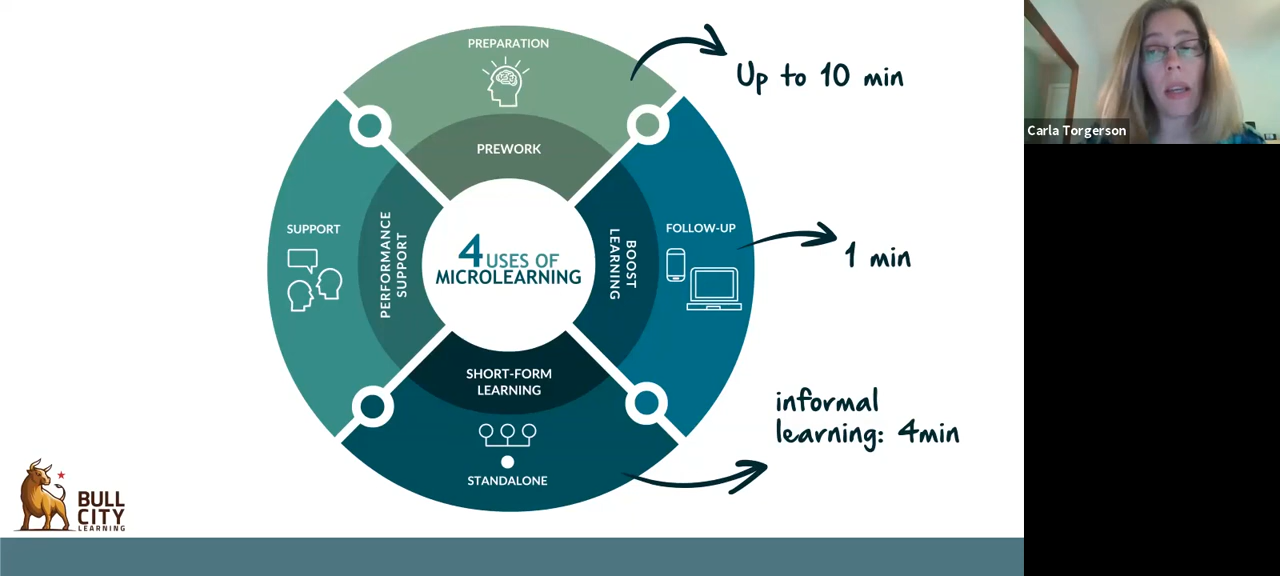 PREPARATION
Up to 10 min
Carla Torgerson
PREWORK
SUPPORT
PERFORMANCE
SUPPORT
4 USES OF
MICROLEARNING
BOOST
LEARNING
FOLLOW-UP
1 min
SHORT-FORM
LEARNING
informal
learning: 4min
STANDALONE
BULL
CITY
LEARNING